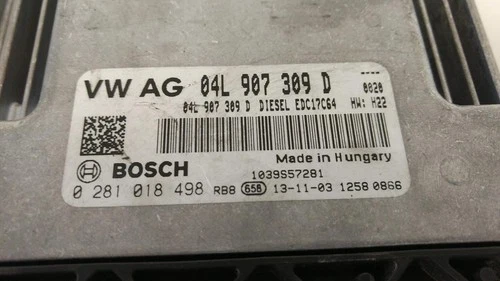 VW AG 04L 907 309 D ----
0020
04L 907 309 D DIESEL EDC17C64 HW: H22
BOSCH
Made in Hungary
1039S57281
0 281 018 498 RB8 658 13-11-03 1258 0866